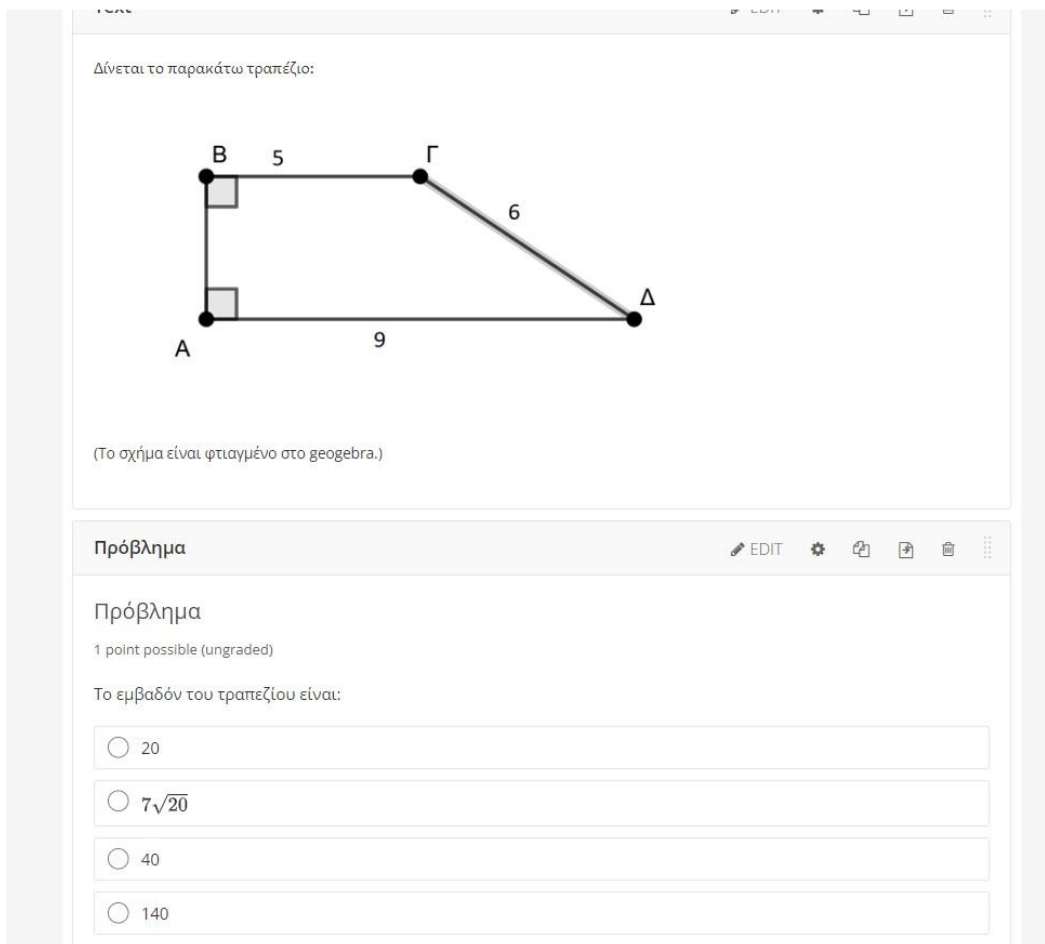 Δίνεται το παρακάτω τραπέζιο:
Β 5 Γ
6
Δ
Α 9
(Το σχήμα είναι φτιαγμένο στο geogebra.)
Πρόβλημα EDIT
Πρόβλημα
1 point possible (ungraded)
Το εμβαδόν του τραπεζίου είναι:
20
7√20
40
140